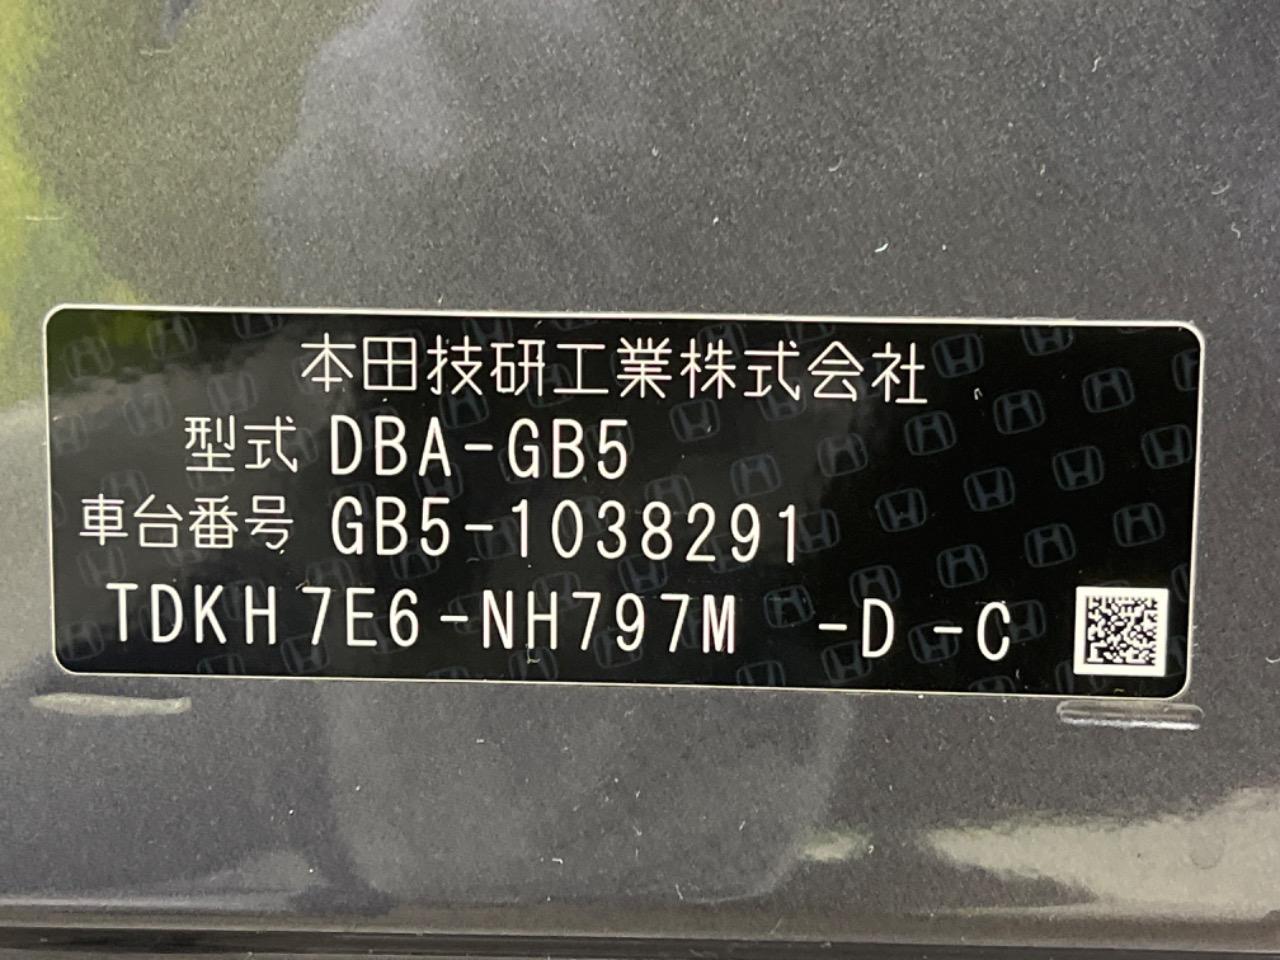 本田技研工業株式会社
型式 DBA-GB5
車台番号 GB5-1038291
TDKH7E6-NH797M -D -C